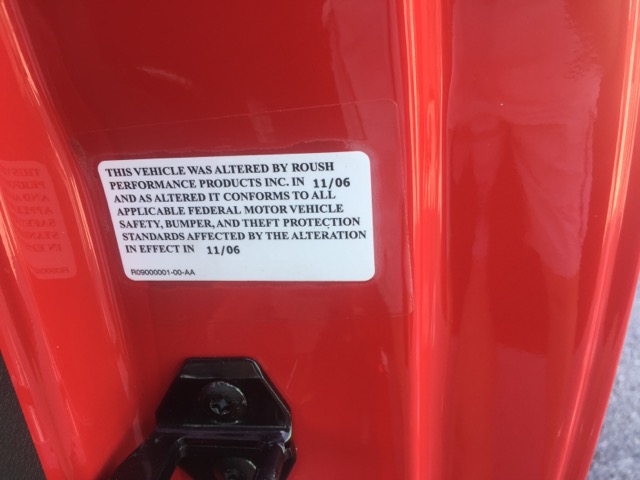 THIS VEHICLE WAS ALTERED BY ROUSH
PERFORMANCE PRODUCTS INC. IN 11/06
AND AS ALTERED IT CONFORMS TO ALL
APPLICABLE FEDERAL MOTOR VEHICLE
SAFETY, BUMPER, AND THEFT PROTECTION
STANDARDS AFFECTED BY THE ALTERATION
IN EFFECT IN 11/06
R09000001-00-AA